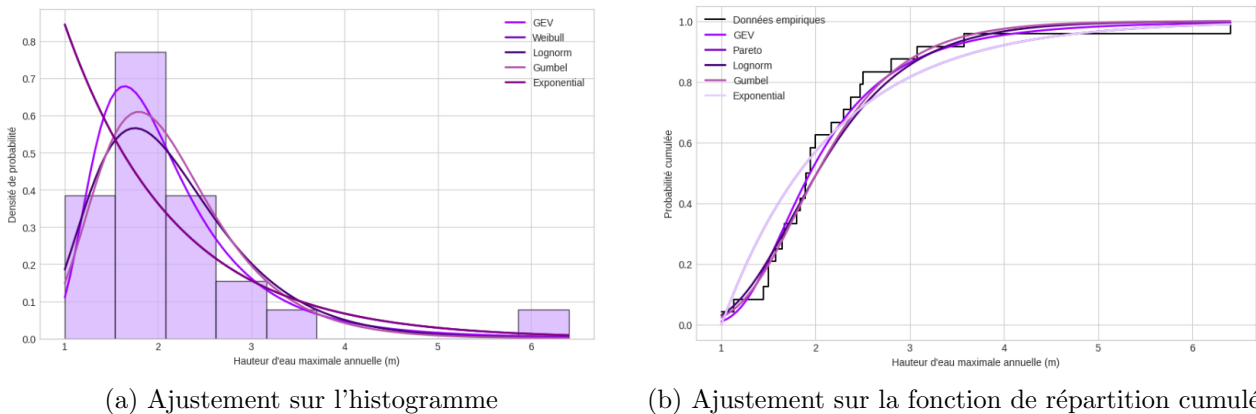 GEV
Weibull
Lognorm
Gumbel
Exponential
Densité de probabilité
0.8
0.7
0.6
0.5
0.4
0.3
0.2
0.1
0.0
1 2 3 4 5 6
Hauteur d'eau maximale annuelle (m)
(a) Ajustement sur l'histogramme
Données empiriques
GEV
Pareto
Lognorm
Gumbel
Exponential
Probabilité cumulée
1.0
0.8
0.6
0.4
0.2
0.0
1 2 3 4 5 6
Hauteur d'eau maximale annuelle (m)
(b) Ajustement sur la fonction de répartition cumulé